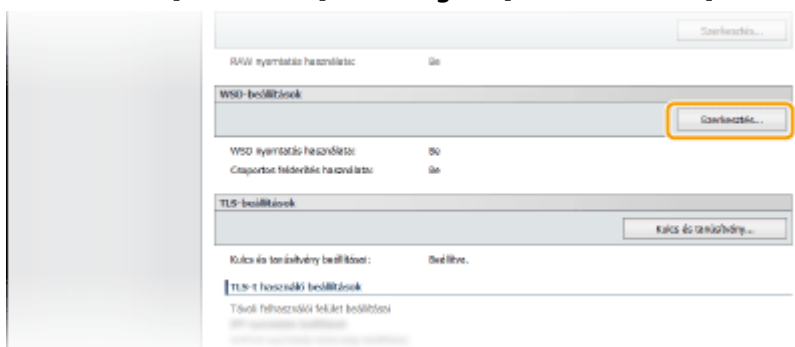 Szerkesztés...
RAW nyomtatás használata: Be
WSD-beállítások
Szerkesztés...
WSD nyomtatás használata: Be
Csoportos felderítés használata: Be
TLS-beállítások
Kulcs és tanúsítvány...
Kulcs és tanúsítvány beállításai: Beállítva.
TLS-t használó beállítások
Távoli felhasználói felület beállításai